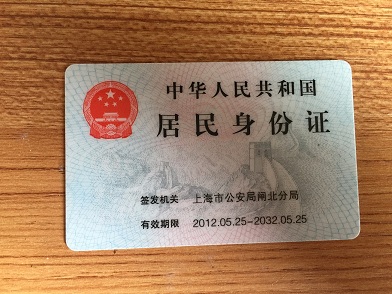 中华人民共和国
居民身份证
签发机关 上海市公安局闸北分局
有效期限 2012.05.25-2032.05.25